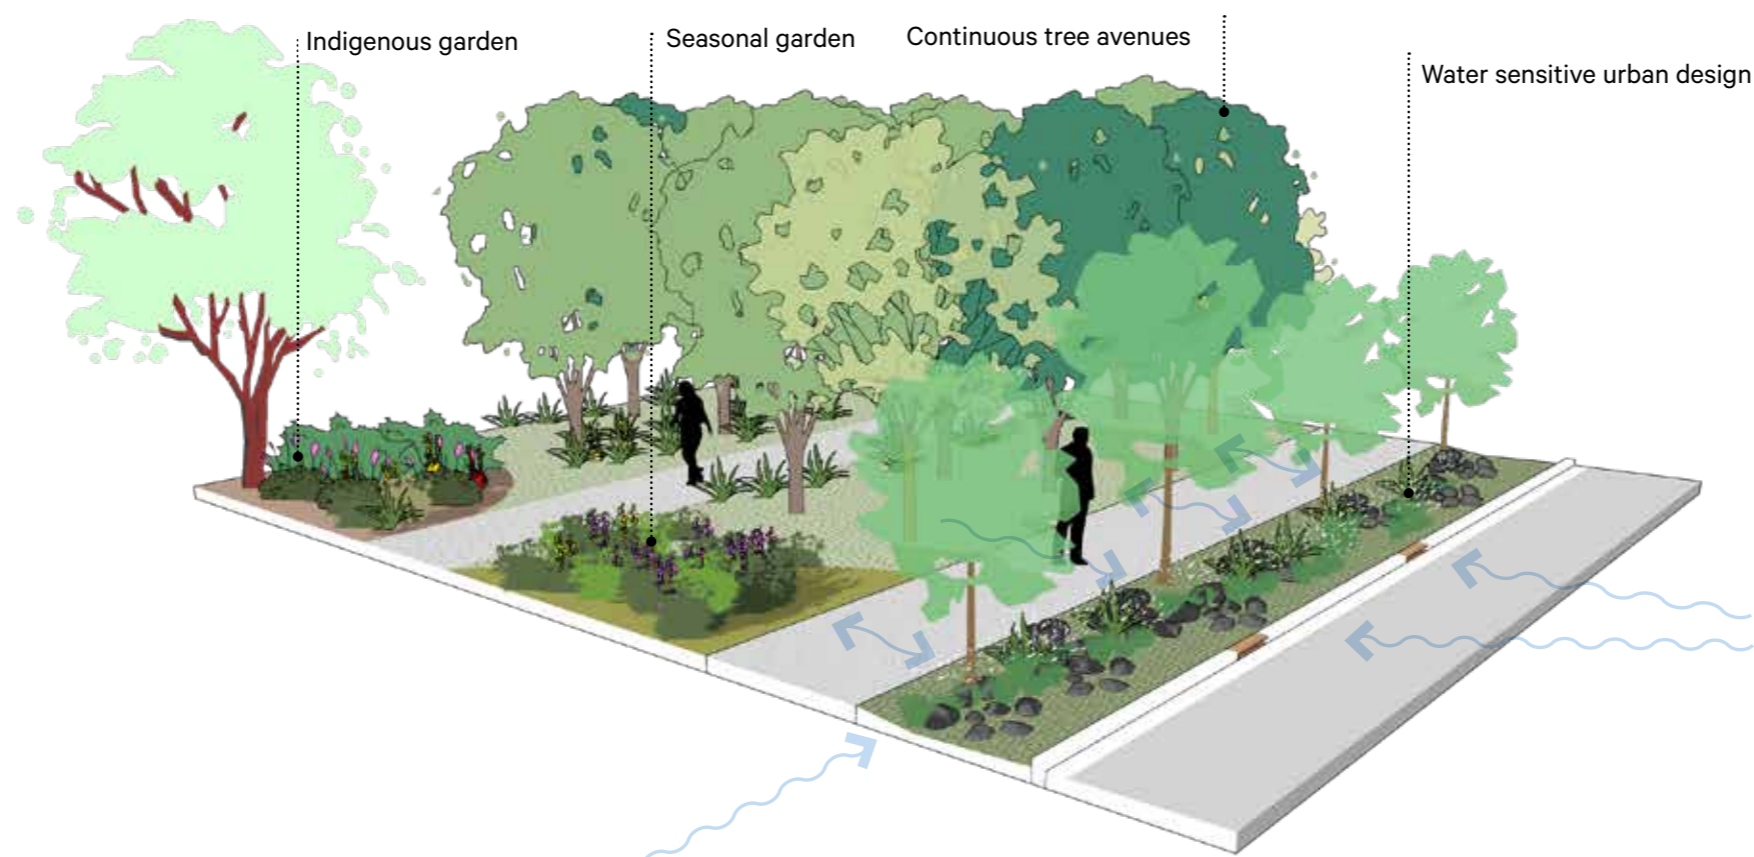 Indigenous garden
Seasonal garden
Continuous tree avenues
Water sensitive urban design